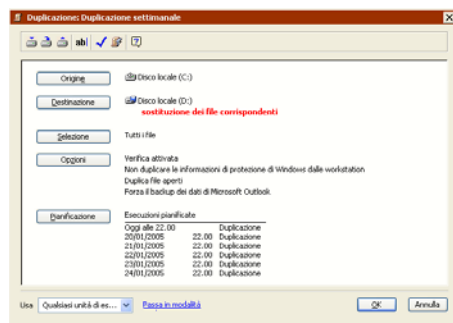 Duplicazione: Duplicazione settimanale
ab|
Origine
Disco locale (C:)
Destinazione
Disco locale (D:)
sostituzione dei file corrispondenti
Selezione
Tutti i file
Opzioni
Verifica attivata
Non duplicare le informazioni di protezione di Windows dalle workstation
Duplica file aperti
Forza il backup dei dati di Microsoft Outlook
Pianificazione
Esecuzioni pianificate
Oggi alle 22.00 Duplicazione
20/01/2005 22.00 Duplicazione
21/01/2005 22.00 Duplicazione
22/01/2005 22.00 Duplicazione
23/01/2005 22.00 Duplicazione
24/01/2005 22.00 Duplicazione
Usa Qualsiasi unità di es... Passa in modalità OK Annulla